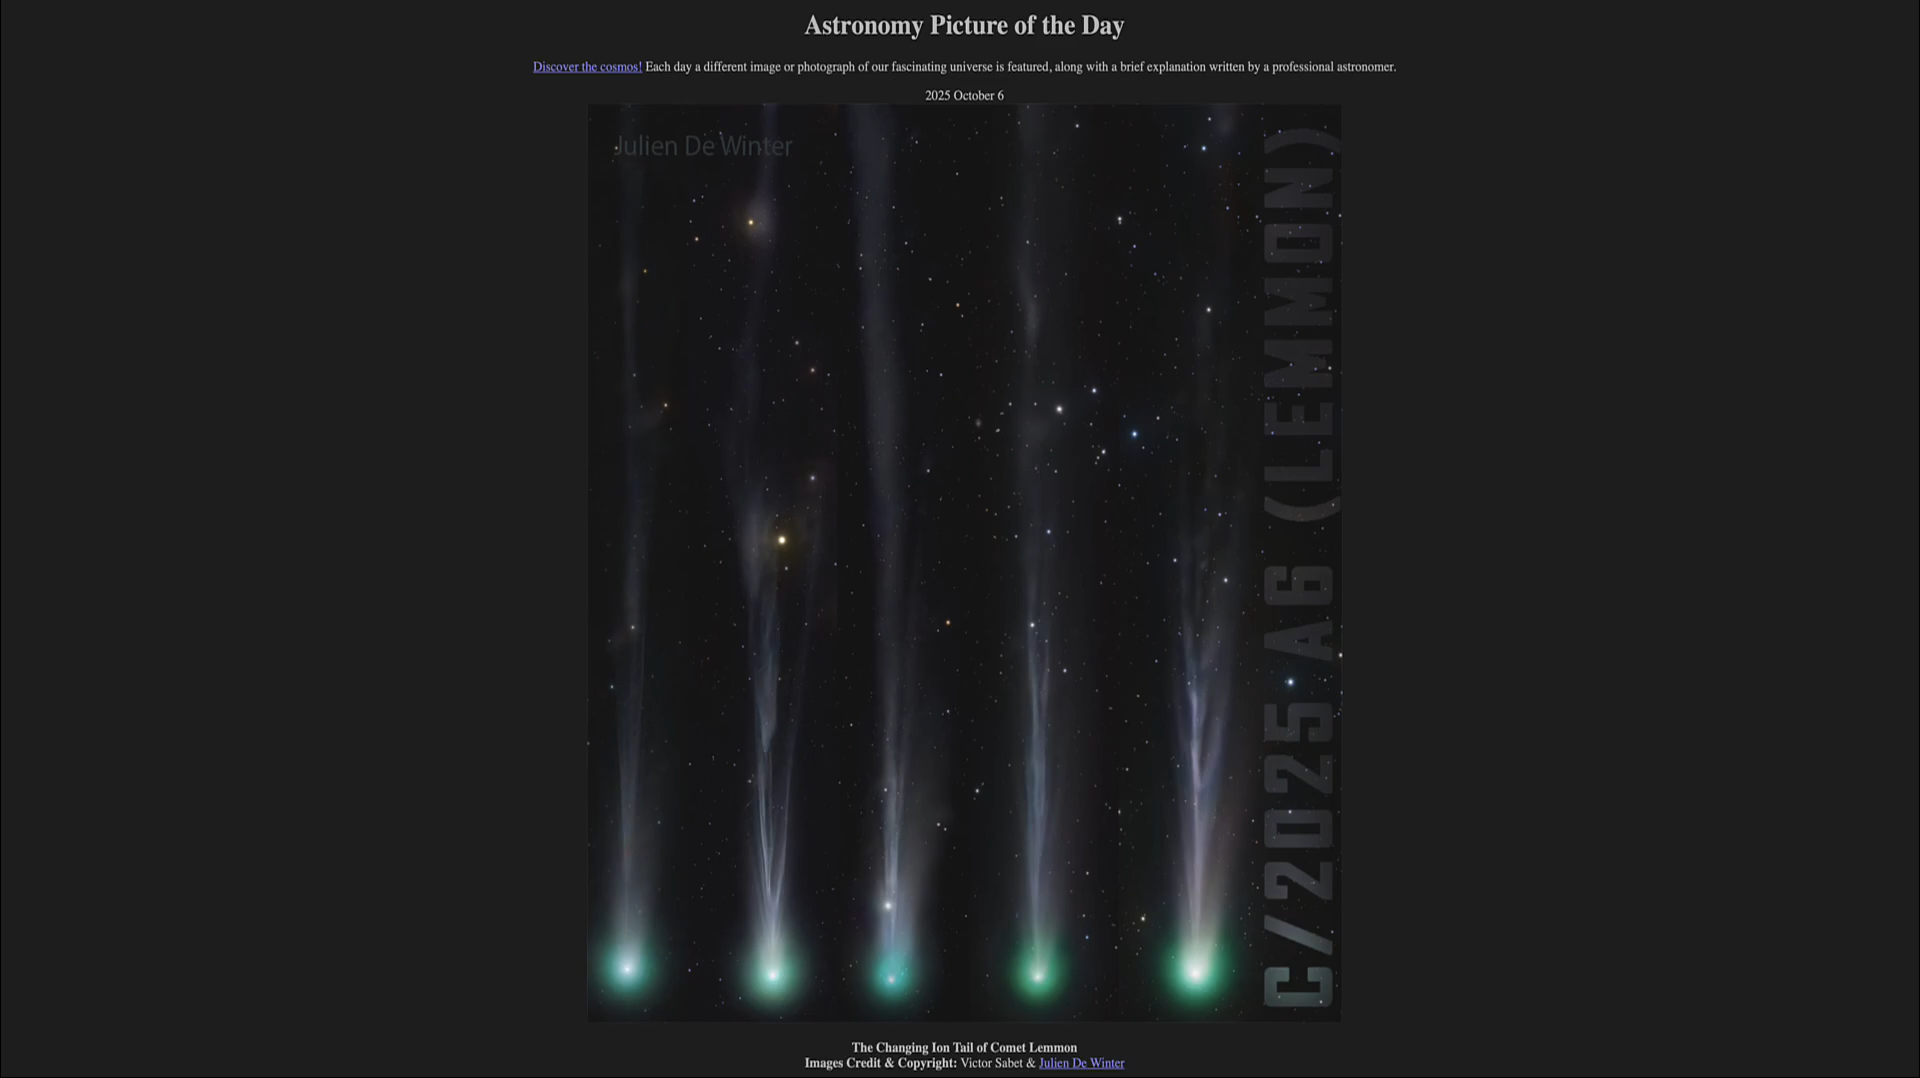 Astronomy Picture of the Day
Discover the cosmos! Each day a different image or photograph of our fascinating universe is featured, along with a brief explanation written by a professional astronomer.
2025 October 6
Julien De Winter
C/2025 A6 (LEMMON)
The Changing Ion Tail of Comet Lemmon
Images Credit & Copyright: Victor Sabet & Julien De Winter